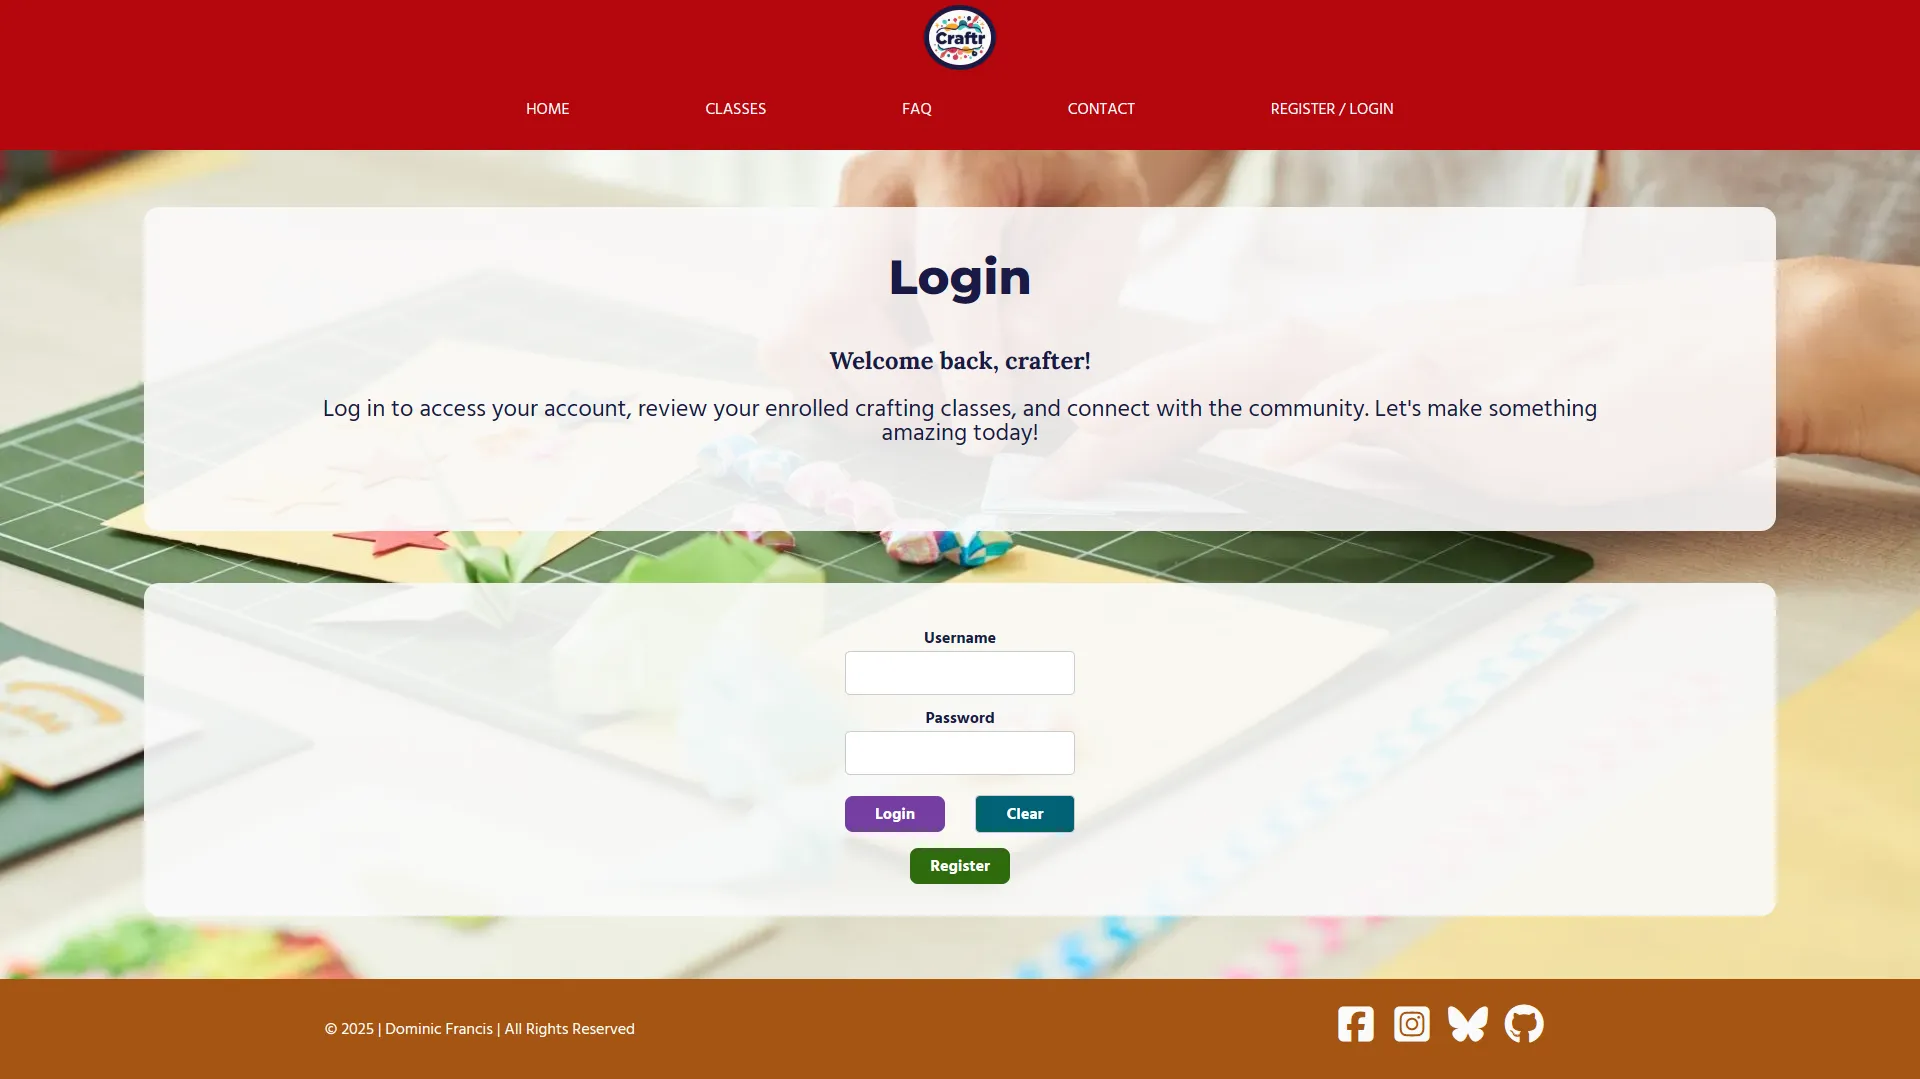 Craftr
HOME CLASSES FAQ CONTACT REGISTER / LOGIN
Login
Welcome back, crafter!
Log in to access your account, review your enrolled crafting classes, and connect with the community. Let's make something
amazing today!
Username
Password
Login Clear
Register
© 2025 | Dominic Francis | All Rights Reserved